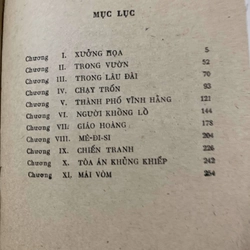 MỤC LỤC
Chương I. XƯỞNG HỌA 5
Chương II. TRONG VƯỜN 52
Chương III. TRONG LÂU ĐÀI 70
Chương IV. CHẠY TRỐN 93
Chương V. THÀNH PHỐ VĨNH HẰNG 121
Chương VI. NGƯỜI KHỔNG LỒ 144
Chương VII: GIÁO HOÀNG 178
Chương VIII. MÊ-ĐI-SI 204
Chương IX. CHIẾN TRANH 226
Chương X. TÒA ÁN KHỦNG KHIẾP 242
Chương XI. MÁI VÒM